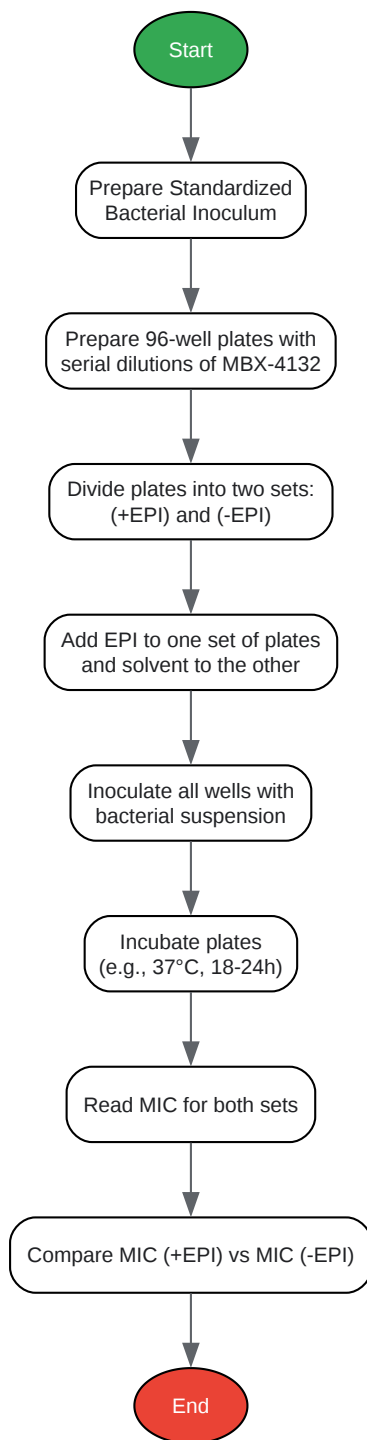 Start
Prepare Standardized
Bacterial Inoculum
Prepare 96-well plates with
serial dilutions of MBX-4132
Divide plates into two sets:
(+EPI) and (-EPI)
Add EPI to one set of plates
and solvent to the other
Inoculate all wells with
bacterial suspension
Incubate plates
(e.g., 37°C, 18-24h)
Read MIC for both sets
Compare MIC (+EPI) vs MIC (-EPI)
End